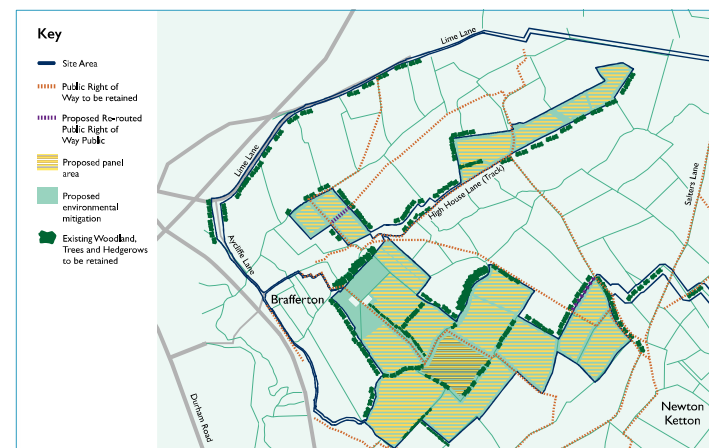 Key
Site Area
Public Right of
Way to be retained
Proposed Re-routed
Public Right of
Way Public
Proposed panel
area
Proposed
environmental
mitigation
Existing Woodland,
Trees and Hedgerows
to be retained
Lime Lane
Lime Lane
High House Lane (Track)
Salters Lane
Aycliffe Lane
Brafferton
Durham Road
Newton
Ketton